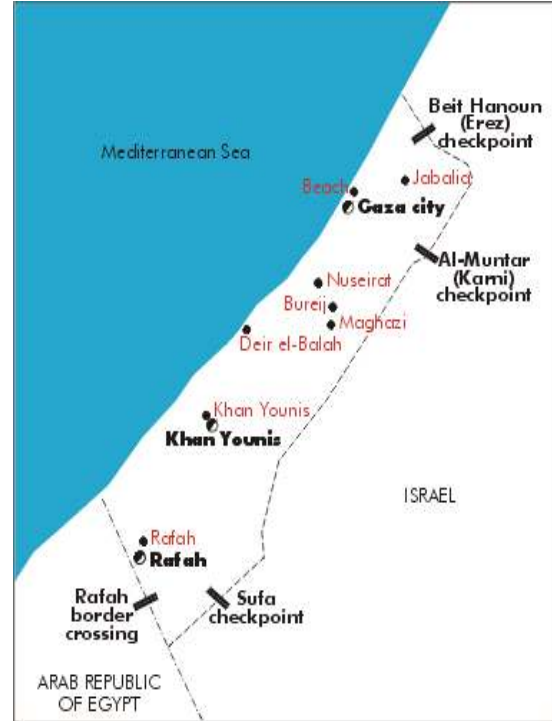 Beit Hanoun
(Erez)
checkpoint
Mediterranean Sea
Jabalia
Beach
Gaza city
Al-Muntar
(Karni)
checkpoint
Nuseirat
Bureij
Maghazi
Deir el-Balah
Khan Younis
Khan Younis
ISRAEL
Rafah
Rafah
Rafah
border
crossing
Sufa
checkpoint
ARAB REPUBLIC
OF EGYPT